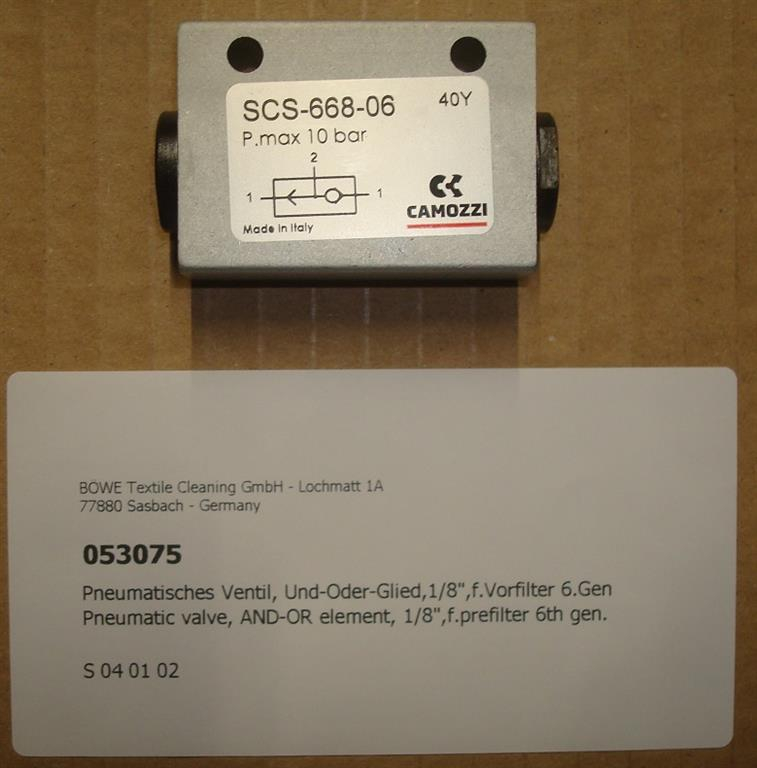 SCS-668-06 40Y
P.max 10 bar
2
1 1
CAMOZZI
Made in Italy
BÖWE Textile Cleaning GmbH - Lochmatt 1A
77880 Sasbach - Germany
053075
Pneumatisches Ventil, Und-Oder-Glied,1/8",f.Vorfilter 6.Gen
Pneumatic valve, AND-OR element, 1/8",f.prefilter 6th gen.
S 04 01 02